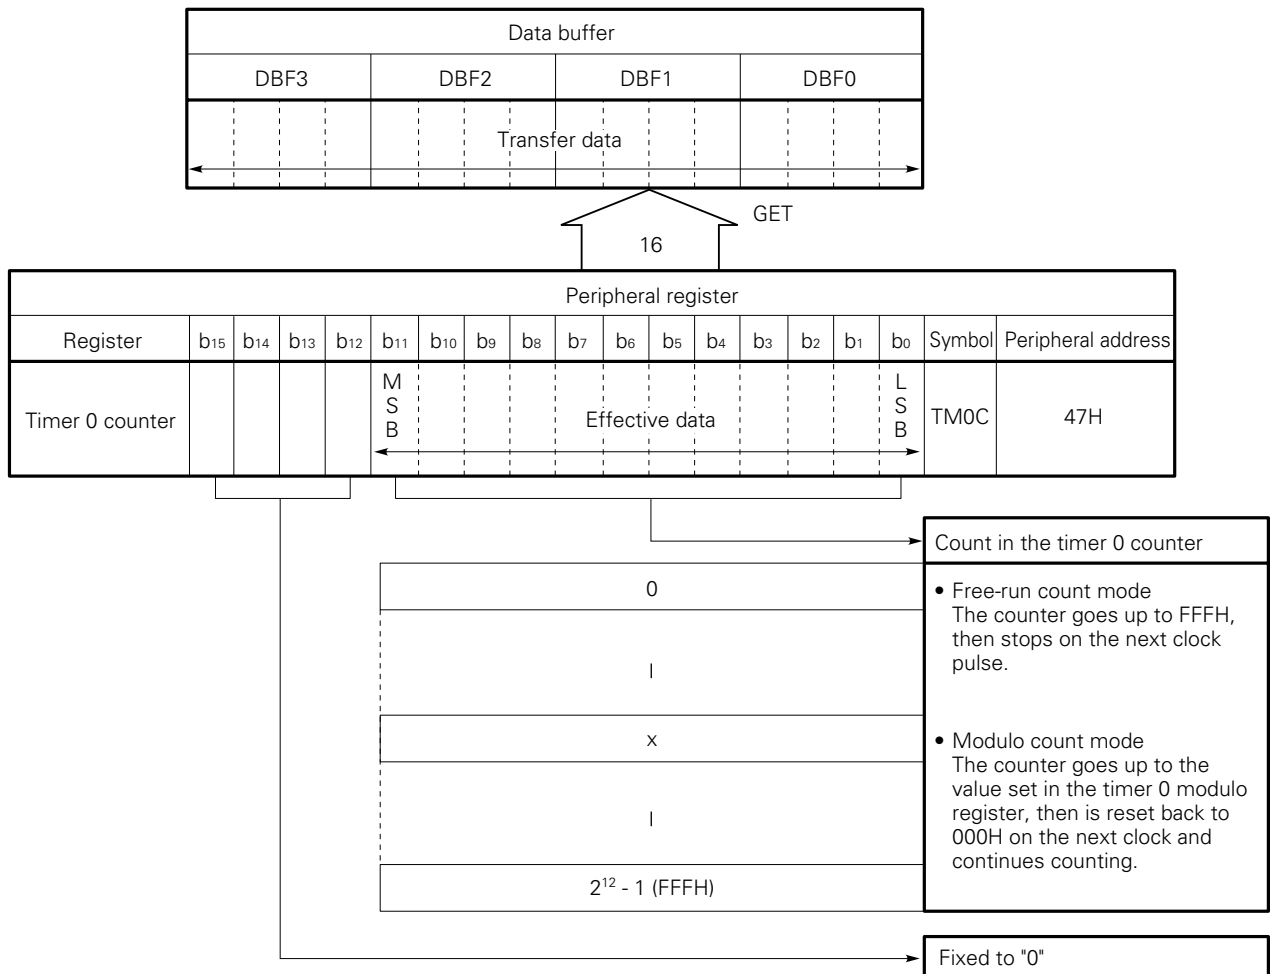 Data buffer
DBF3 DBF2 DBF1 DBF0
Transfer data
GET
16
Peripheral register
Register b15 b14 b13 b12 b11 b10 b9 b8 b7 b6 b5 b4 b3 b2 b1 b0 Symbol Peripheral address
Timer 0 counter
M
S
B
Effective data
L
S
B
TM0C
47H
Count in the timer 0 counter
0
l
x
l
2¹² - 1 (FFFH)
• Free-run count mode
The counter goes up to FFFH,
then stops on the next clock
pulse.
• Modulo count mode
The counter goes up to the
value set in the timer 0 modulo
register, then is reset back to
000H on the next clock and
continues counting.
Fixed to "0"